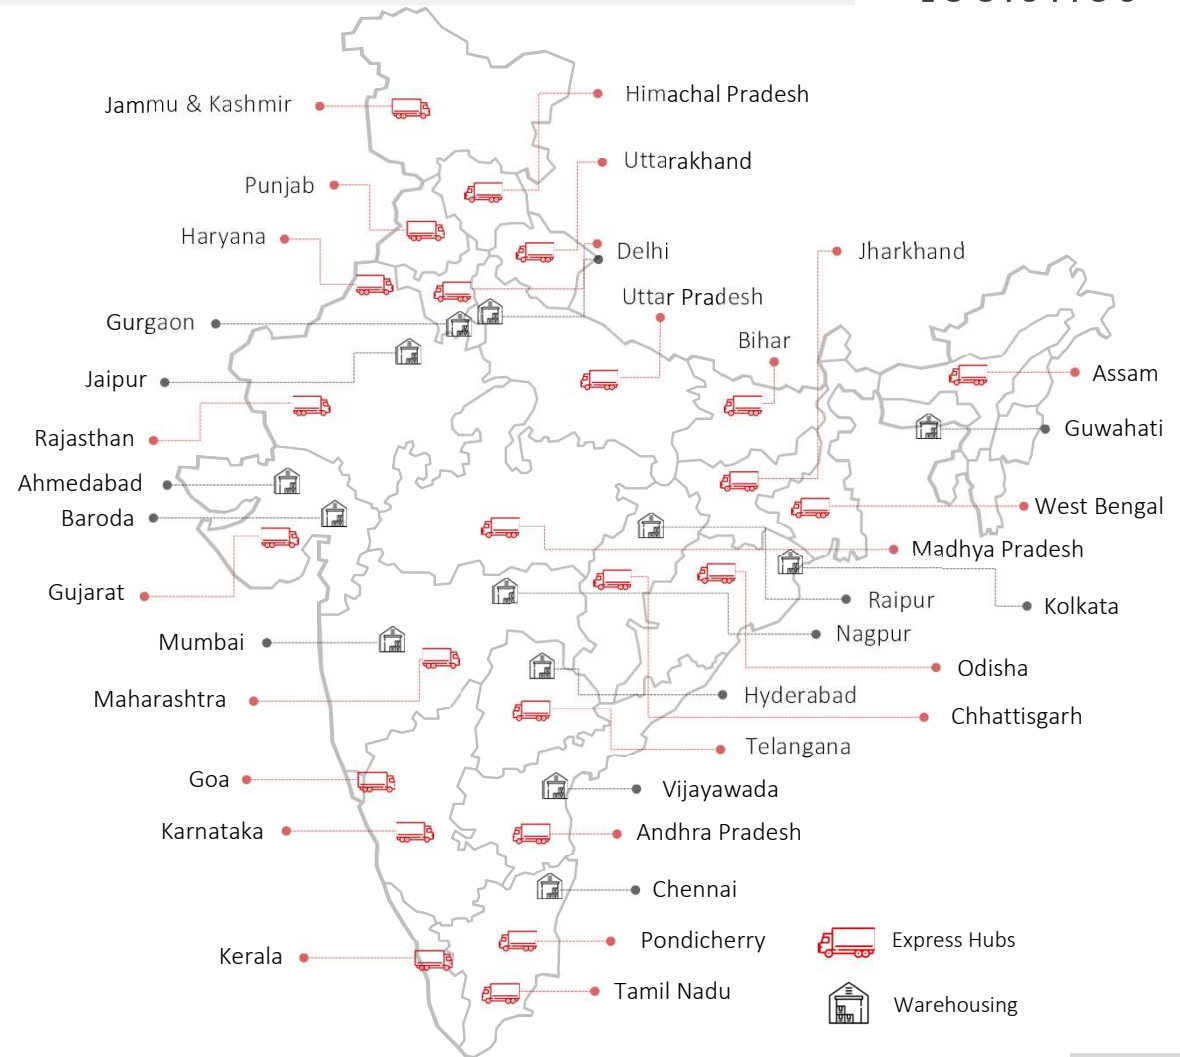 Jammu & Kashmir
Himachal Pradesh
Uttarakhand
Punjab
Haryana
Delhi
Jharkhand
Uttar Pradesh
Gurgaon
Bihar
Jaipur
Assam
Rajasthan
Guwahati
Ahmedabad
Baroda
West Bengal
Madhya Pradesh
Gujarat
Raipur
Kolkata
Mumbai
Nagpur
Odisha
Maharashtra
Hyderabad
Chhattisgarh
Telangana
Goa
Vijayawada
Karnataka
Andhra Pradesh
Chennai
Pondicherry
Express Hubs
Kerala
Tamil Nadu
Warehousing